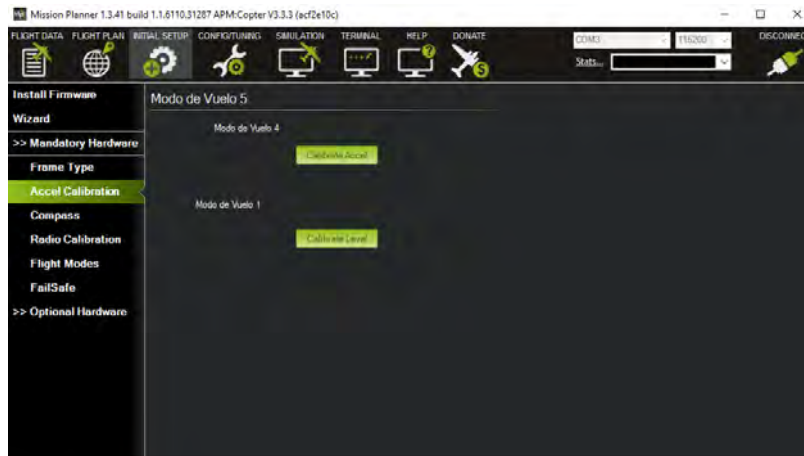 Mission Planner 1.3.41 build 1.1.6110.31287 APM:Copter V3.3.3 (acf2e10c)
FLIGHT DATA FLIGHT PLAN INITIAL SETUP CONFIG/TUNING SIMULATION TERMINAL HELP DONATE
COM3 115200 DISCONNEC
Stats...
Install Firmware
Modo de Vuelo 5
Wizard
Modo de Vuelo 4
>> Mandatory Hardware
Calibrate Accel
Frame Type
Accel Calibration
Modo de Vuelo 1
Compass
Radio Calibration
Calibrate Level
Flight Modes
FailSafe
>> Optional Hardware